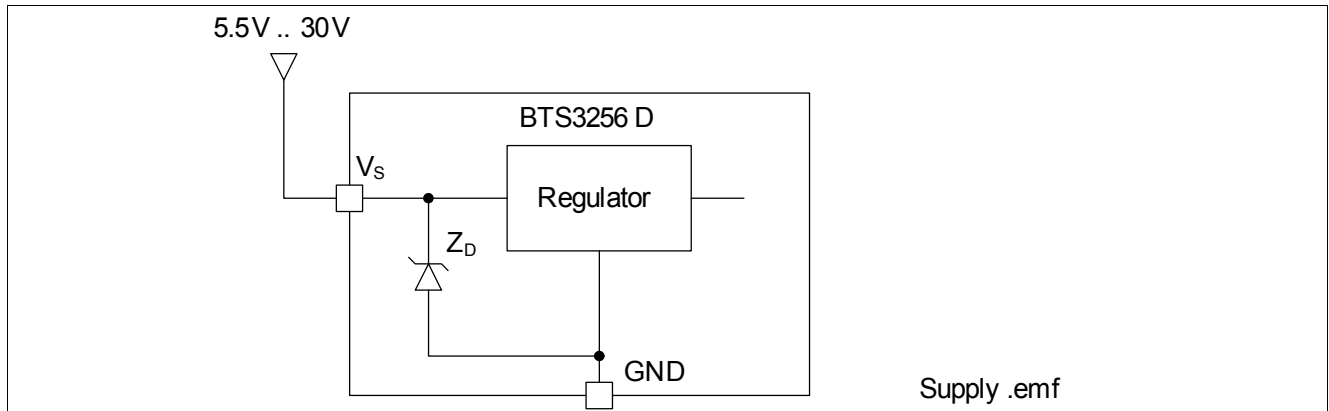 5.5V .. 30V
BTS3256 D
V_S
Regulator
Z_D
GND
Supply .emf